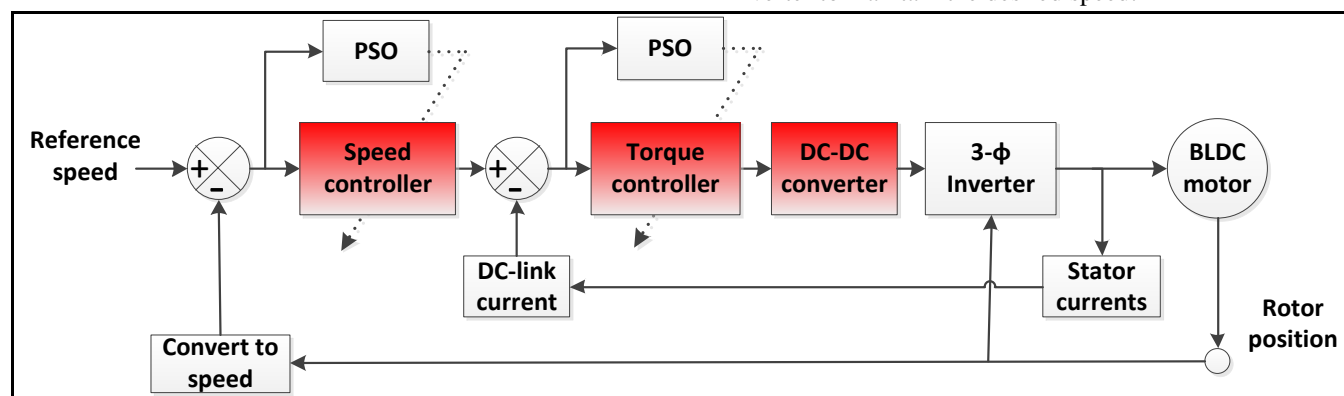 PSO
PSO
Reference
speed
+
-
Speed
controller
+
-
Torque
controller
DC-DC
converter
3-ϕ
Inverter
BLDC
motor
DC-link
current
Stator
currents
Rotor
position
Convert to
speed